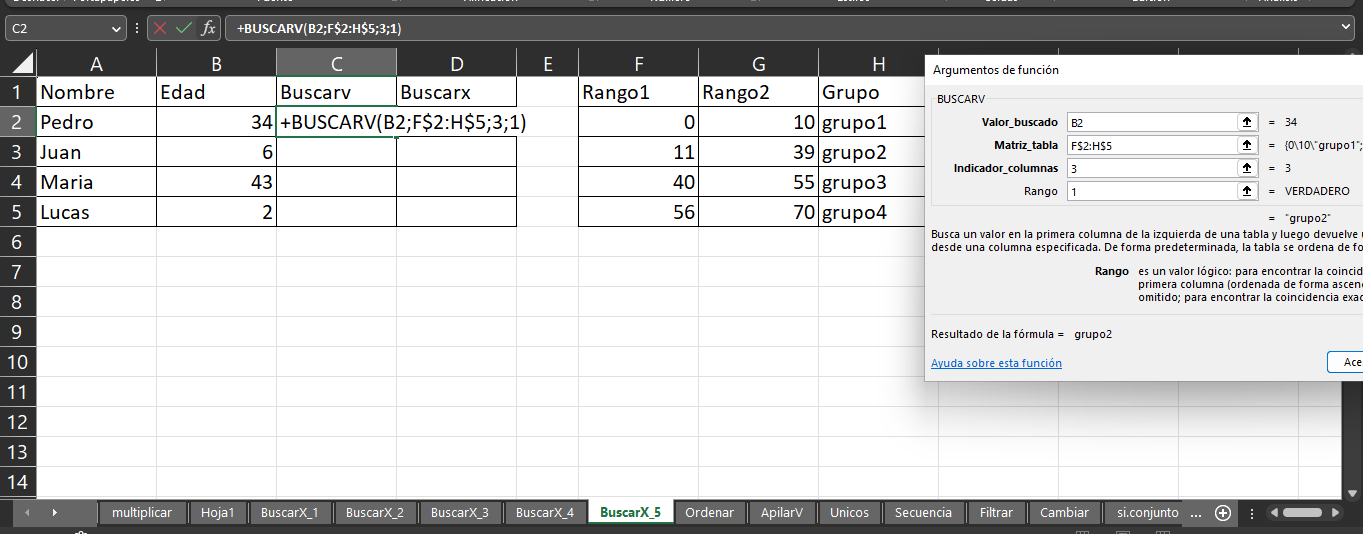 C2 fx +BUSCARV(B2;F$2:H$5;3;1)
A B C D E F G H
1 Nombre Edad Buscarv Buscarx Rango1 Rango2 Grupo
2 Pedro 34 +BUSCARV(B2;F$2:H$5;3;1) 0 10 grupo1
3 Juan 6 11 39 grupo2
4 Maria 43 40 55 grupo3
5 Lucas 2 56 70 grupo4
6
7
8
9
10
11
12
13
14
Argumentos de función
BUSCARV
Valor_buscado B2 = 34
Matriz_tabla F$2:H$5 = {0\10\"grupo1";
Indicador_columnas 3 = 3
Rango 1 = VERDADERO
= "grupo2"
Busca un valor en la primera columna de la izquierda de una tabla y luego devuelve
desde una columna especificada. De forma predeterminada, la tabla se ordena de fo
Rango es un valor lógico: para encontrar la coincid
primera columna (ordenada de forma ascen
omitido; para encontrar la coincidencia exac
Resultado de la fórmula = grupo2
Ayuda sobre esta función
Ace
multiplicar Hoja1 BuscarX_1 BuscarX_2 BuscarX_3 BuscarX_4 BuscarX_5 Ordenar ApilarV Unicos Secuencia Filtrar Cambiar si.conjunto ...